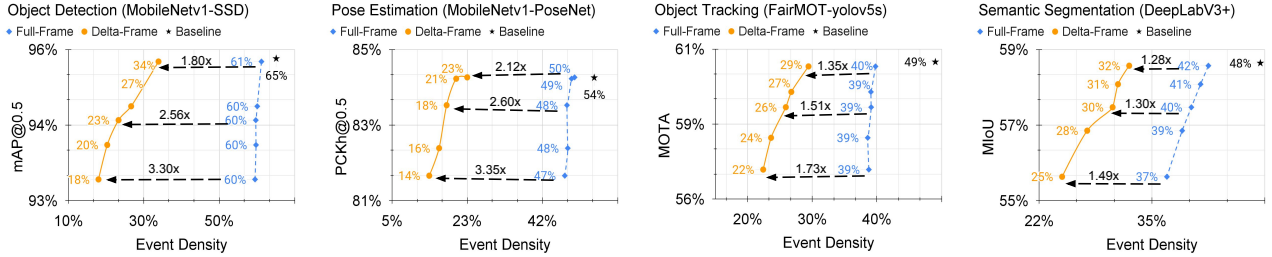 Object Detection (MobileNetv1-SSD)
Full-Frame Delta-Frame Baseline
96%
94%
93%
mAP@0.5
34%
27%
23%
20%
18%
1.80x
2.56x
3.30x
61%
60%
60%
60%
60%
65%
10% 30% 50%
Event Density
Pose Estimation (MobileNetv1-PoseNet)
Full-Frame Delta-Frame Baseline
85%
83%
81%
PCKh@0.5
23%
21%
18%
16%
14%
2.12x
2.60x
3.35x
50%
49%
48%
48%
47%
54%
5% 23% 42%
Event Density
Object Tracking (FairMOT-yolov5s)
Full-Frame Delta-Frame Baseline
61%
59%
56%
MOTA
29%
27%
26%
24%
22%
1.35x
1.51x
1.73x
40%
39%
39%
39%
39%
49%
20% 30% 40%
Event Density
Semantic Segmentation (DeepLabV3+)
Full-Frame Delta-Frame Baseline
59%
57%
55%
MIoU
32%
31%
30%
28%
25%
1.28x
1.30x
1.49x
42%
41%
40%
39%
37%
48%
22% 35%
Event Density